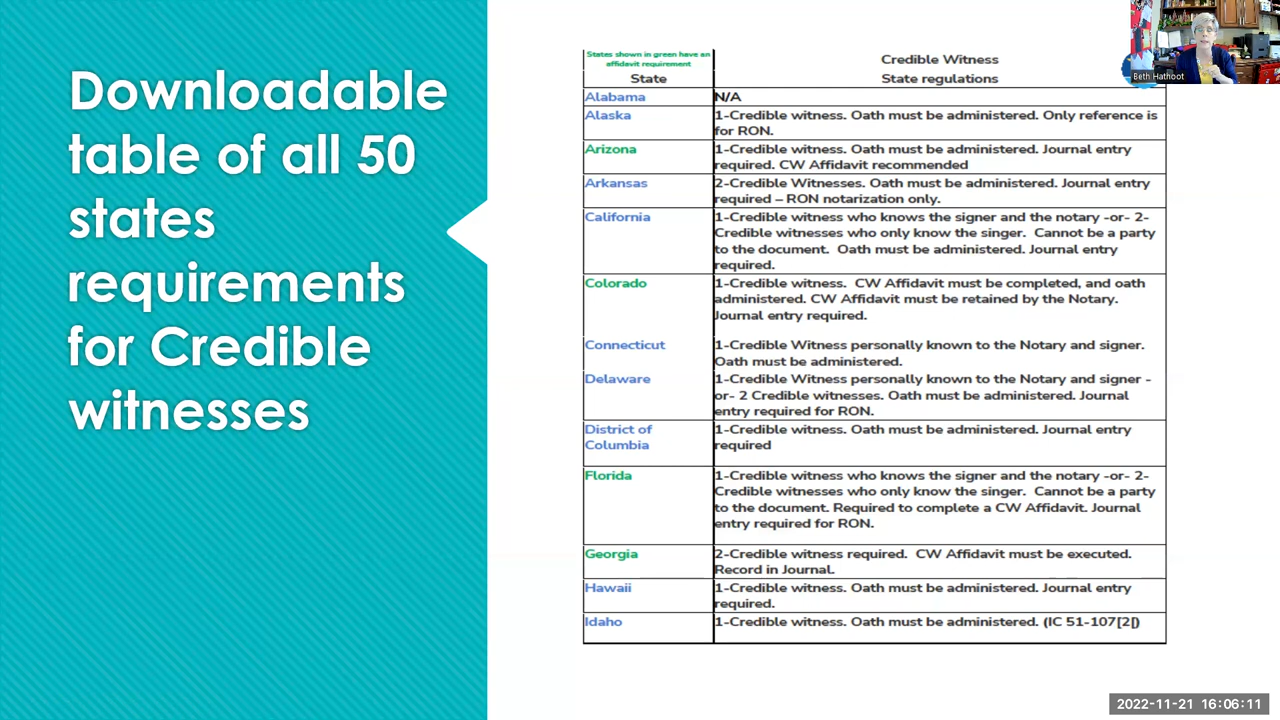 Downloadable
table of all 50
states
requirements
for Credible
witnesses
States shown in green have an
affidavit requirement
State
Credible Witness
State regulations
Alabama
N/A
Alaska
1-Credible witness. Oath must be administered. Only reference is
for RON.
Arizona
1-Credible witness. Oath must be administered. Journal entry
required. CW Affidavit recommended
Arkansas
2-Credible Witnesses. Oath must be administered. Journal entry
required – RON notarization only.
California
1-Credible witness who knows the signer and the notary -or- 2-
Credible witnesses who only know the singer. Cannot be a party
to the document. Oath must be administered. Journal entry
required.
Colorado
1-Credible witness. CW Affidavit must be completed, and oath
administered. CW Affidavit must be retained by the Notary.
Journal entry required.
Connecticut
1-Credible Witness personally known to the Notary and signer.
Oath must be administered.
Delaware
1-Credible Witness personally known to the Notary and signer -
or- 2 Credible witnesses. Oath must be administered. Journal
entry required for RON.
District of
Columbia
1-Credible witness. Oath must be administered. Journal entry
required
Florida
1-Credible witness who knows the signer and the notary -or- 2-
Credible witnesses who only know the singer. Cannot be a party
to the document. Required to complete a CW Affidavit. Journal
entry required for RON.
Georgia
2-Credible witness required. CW Affidavit must be executed.
Record in Journal.
Hawaii
1-Credible witness. Oath must be administered. Journal entry
required.
Idaho
1-Credible witness. Oath must be administered. (IC 51-107[2[)
Beth Hathoot
2022-11-21 16:06:11